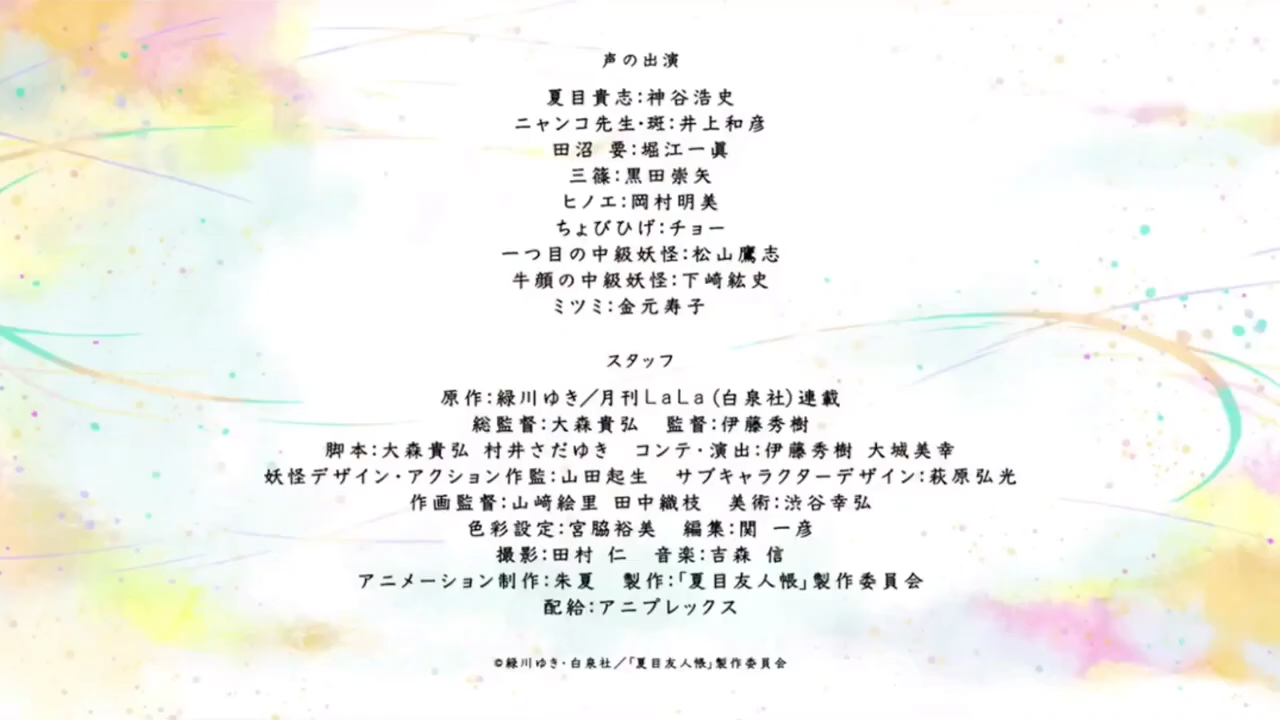 声の出演
夏目貴志：神谷浩史
ニャンコ先生・斑：井上和彦
田沼 要：堀江一眞
三篠：黒田崇矢
ヒノエ：岡村明美
ちょびひげ：チョー
一つ目の中級妖怪：松山鷹志
牛顔の中級妖怪：下崎紘史
ミツミ：金元寿子
スタッフ
原作：緑川ゆき／月刊LaLa（白泉社）連載
総監督：大森貴弘　監督：伊藤秀樹
脚本：大森貴弘 村井さだゆき　コンテ・演出：伊藤秀樹 大城美幸
妖怪デザイン・アクション作監：山田起生　サブキャラクターデザイン：萩原弘光
作画監督：山﨑絵里 田中織枝　美術：渋谷幸弘
色彩設定：宮脇裕美　編集：関 一彦
撮影：田村 仁　音楽：吉森 信
アニメーション制作：朱夏　製作：「夏目友人帳」製作委員会
配給：アニプレックス
©緑川ゆき・白泉社／「夏目友人帳」製作委員会